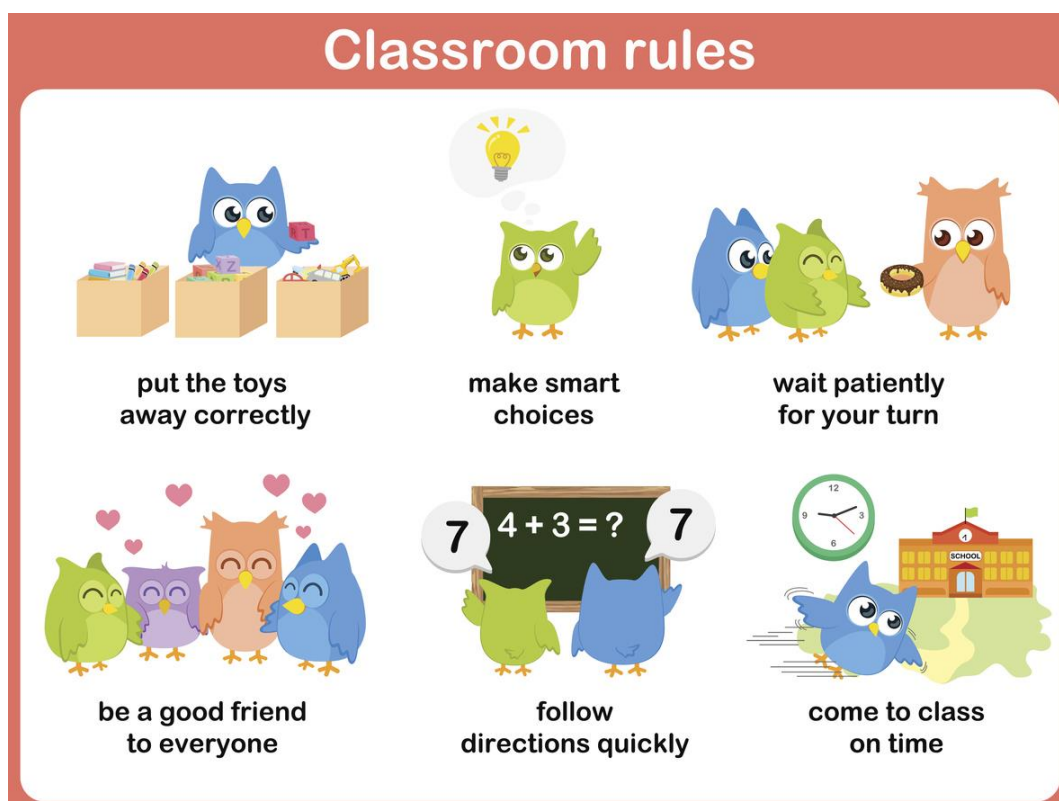 Classroom rules
T
Z
put the toys
away correctly
make smart
choices
wait patiently
for your turn
7
4 + 3 = ?
7
12
9
3
6
1
SCHOOL
be a good friend
to everyone
follow
directions quickly
come to class
on time